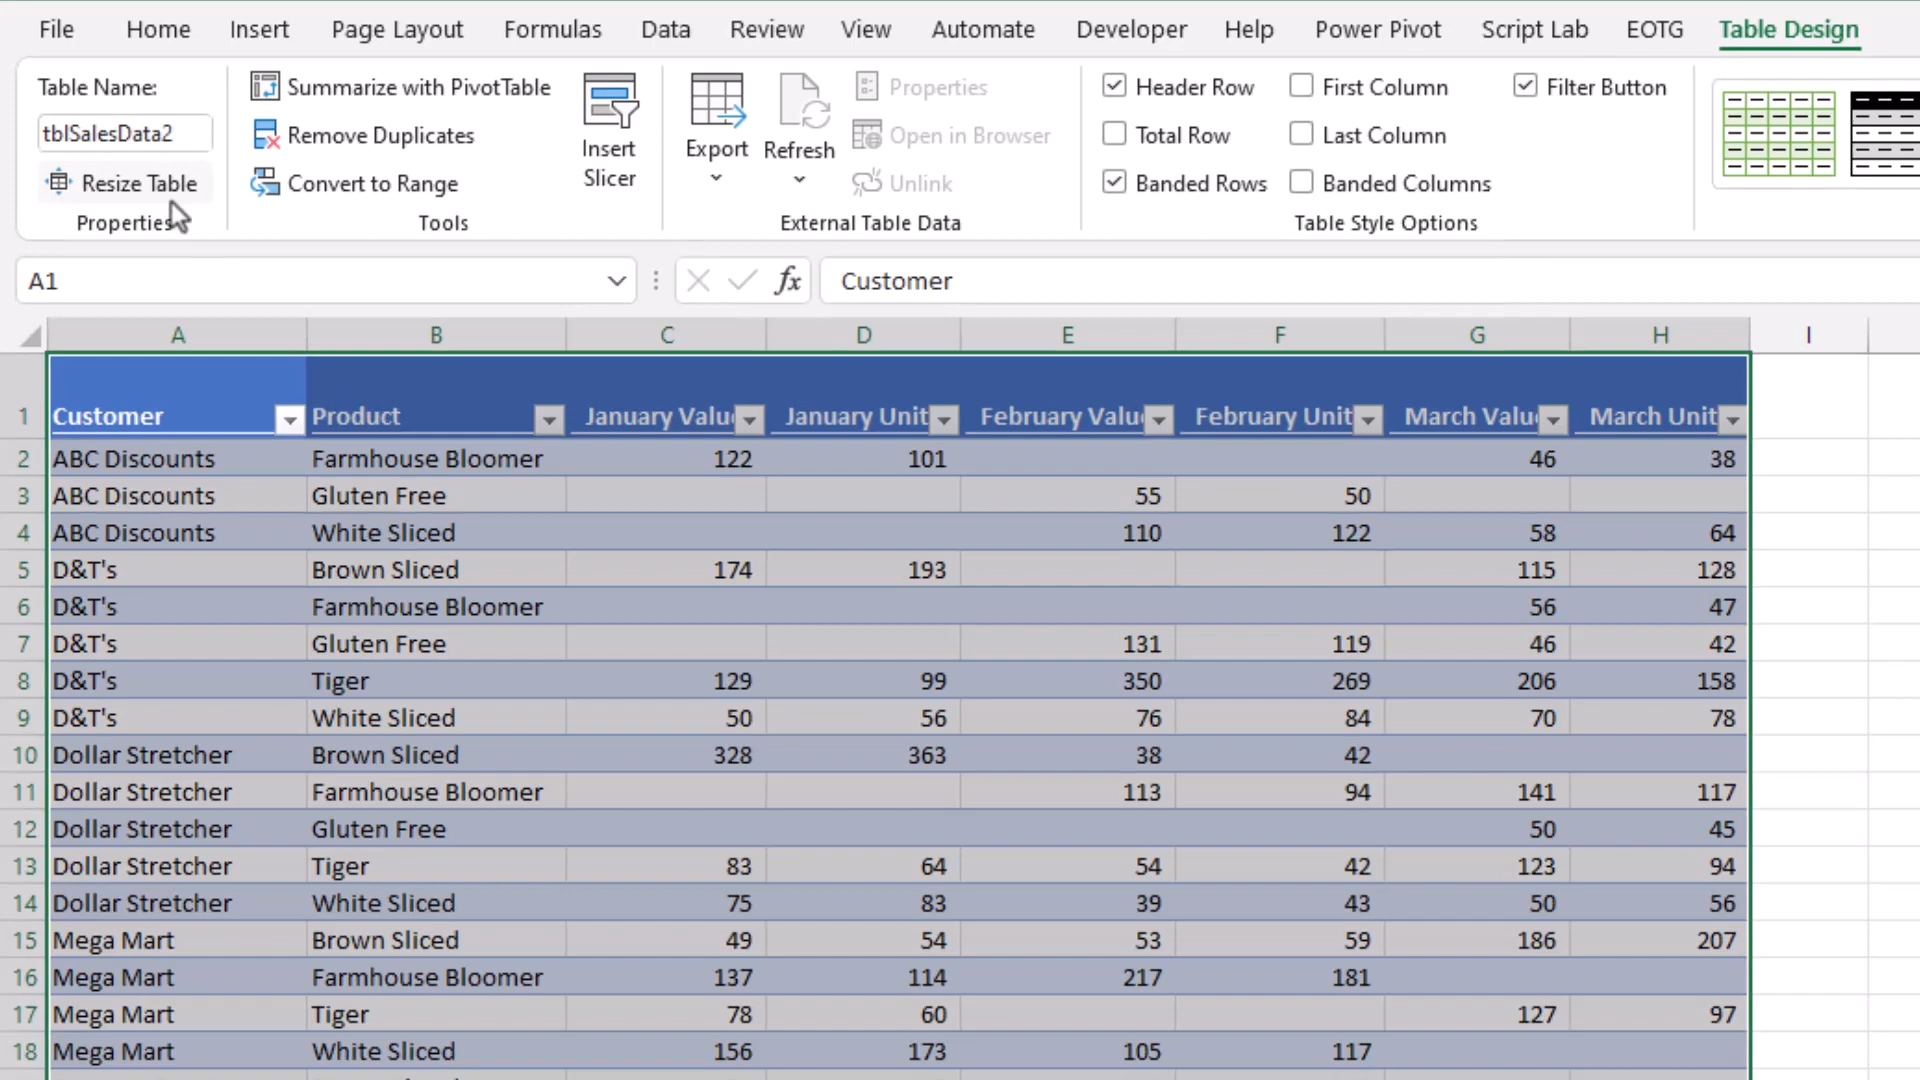 File Home Insert Page Layout Formulas Data Review View Automate Developer Help Power Pivot Script Lab EOTG Table Design
Table Name:
tblSalesData2
Resize Table
Properties
Summarize with PivotTable
Remove Duplicates
Convert to Range
Insert
Slicer
Tools
Export
Refresh
Properties
Open in Browser
Unlink
External Table Data
Header Row
Total Row
Banded Rows
First Column
Last Column
Banded Columns
Filter Button
Table Style Options
A1 fx Customer
A B C D E F G H I
1 Customer Product January Valu January Unit February Valu February Unit March Valu March Unit
2 ABC Discounts Farmhouse Bloomer 122 101 46 38
3 ABC Discounts Gluten Free 55 50
4 ABC Discounts White Sliced 110 122 58 64
5 D&T's Brown Sliced 174 193 115 128
6 D&T's Farmhouse Bloomer 56 47
7 D&T's Gluten Free 131 119 46 42
8 D&T's Tiger 129 99 350 269 206 158
9 D&T's White Sliced 50 56 76 84 70 78
10 Dollar Stretcher Brown Sliced 328 363 38 42
11 Dollar Stretcher Farmhouse Bloomer 113 94 141 117
12 Dollar Stretcher Gluten Free 50 45
13 Dollar Stretcher Tiger 83 64 54 42 123 94
14 Dollar Stretcher White Sliced 75 83 39 43 50 56
15 Mega Mart Brown Sliced 49 54 53 59 186 207
16 Mega Mart Farmhouse Bloomer 137 114 217 181
17 Mega Mart Tiger 78 60 127 97
18 Mega Mart White Sliced 156 173 105 117